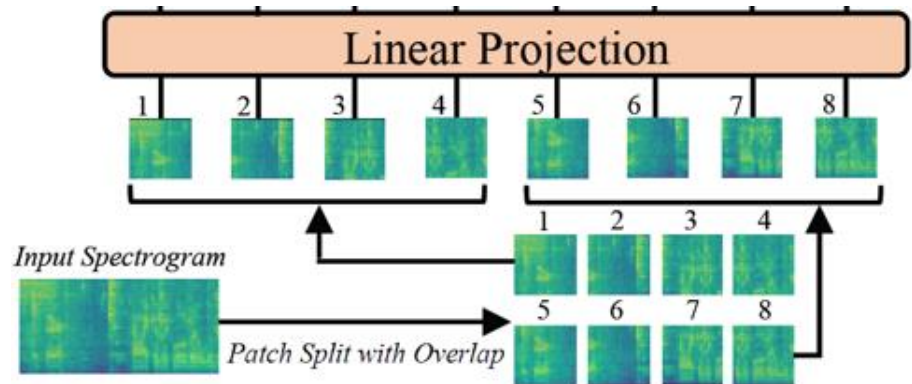 Linear Projection
1 2 3 4 5 6 7 8
1 2 3 4
Input Spectrogram
5 6 7 8
Patch Split with Overlap